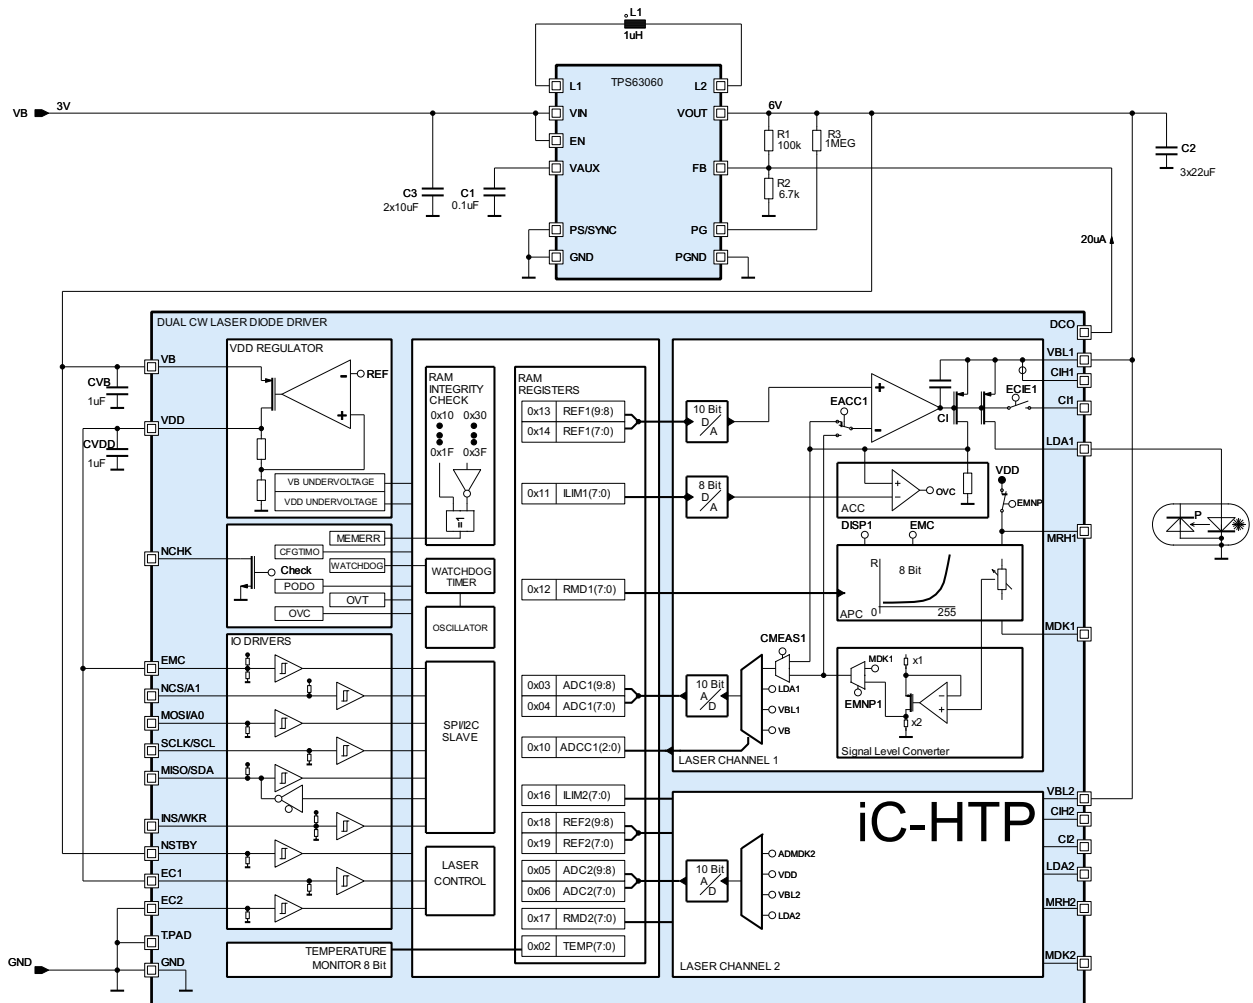 L1
1uH
TPS63060
L1
L2
VB
3V
VIN
VOUT
6V
R1
100k
R3
1MEG
EN
C2
3x22uF
VAUX
FB
C3
2x10uF
C1
0.1uF
R2
6.7k
PS/SYNC
PG
20uA
GND
PGND
DUAL CW LASER DIODE DRIVER
DCO
VB
VDD REGULATOR
REF
CVB
1uF
VDD
CVDD
1uF
VB UNDERVOLTAGE
VDD UNDERVOLTAGE
RAM
INTEGRITY
CHECK
0x10 0x30
0x1F 0x3F
=1
MEMERR
RAM
REGISTERS
0x13 REF1(9:8)
0x14 REF1(7:0)
10 Bit
D/A
EACC1
CI
ECIE1
VBL1
CIH1
CI1
LDA1
0x11 ILIM1(7:0)
8 Bit
D/A
OVC
ACC
VDD
EMNP
MRH1
P
NCHK
Check
CFGTIMO
WATCHDOG
PODO
OVT
OVC
WATCHDOG
TIMER
OSCILLATOR
0x12 RMD1(7:0)
DISP1
EMC
R
8 Bit
APC
0
255
MDK1
IO DRIVERS
EMC
NCS/A1
MOSI/A0
SCLK/SCL
MISO/SDA
INS/WKR
NSTBY
EC1
EC2
T.PAD
GND
GND
SPI/I2C
SLAVE
LASER
CONTROL
0x03 ADC1(9:8)
0x04 ADC1(7:0)
10 Bit
A/D
CMEAS1
LDA1
VBL1
VB
MDK1
EMNP1
x1
x2
Signal Level Converter
0x10 ADCC1(2:0)
LASER CHANNEL 1
0x16 ILIM2(7:0)
0x18 REF2(9:8)
0x19 REF2(7:0)
0x05 ADC2(9:8)
0x06 ADC2(7:0)
0x17 RMD2(7:0)
0x02 TEMP(7:0)
10 Bit
A/D
ADMDK2
VDD
VBL2
LDA2
iC-HTP
VBL2
CIH2
CI2
LDA2
MRH2
MDK2
TEMPERATURE
MONITOR 8 Bit
LASER CHANNEL 2